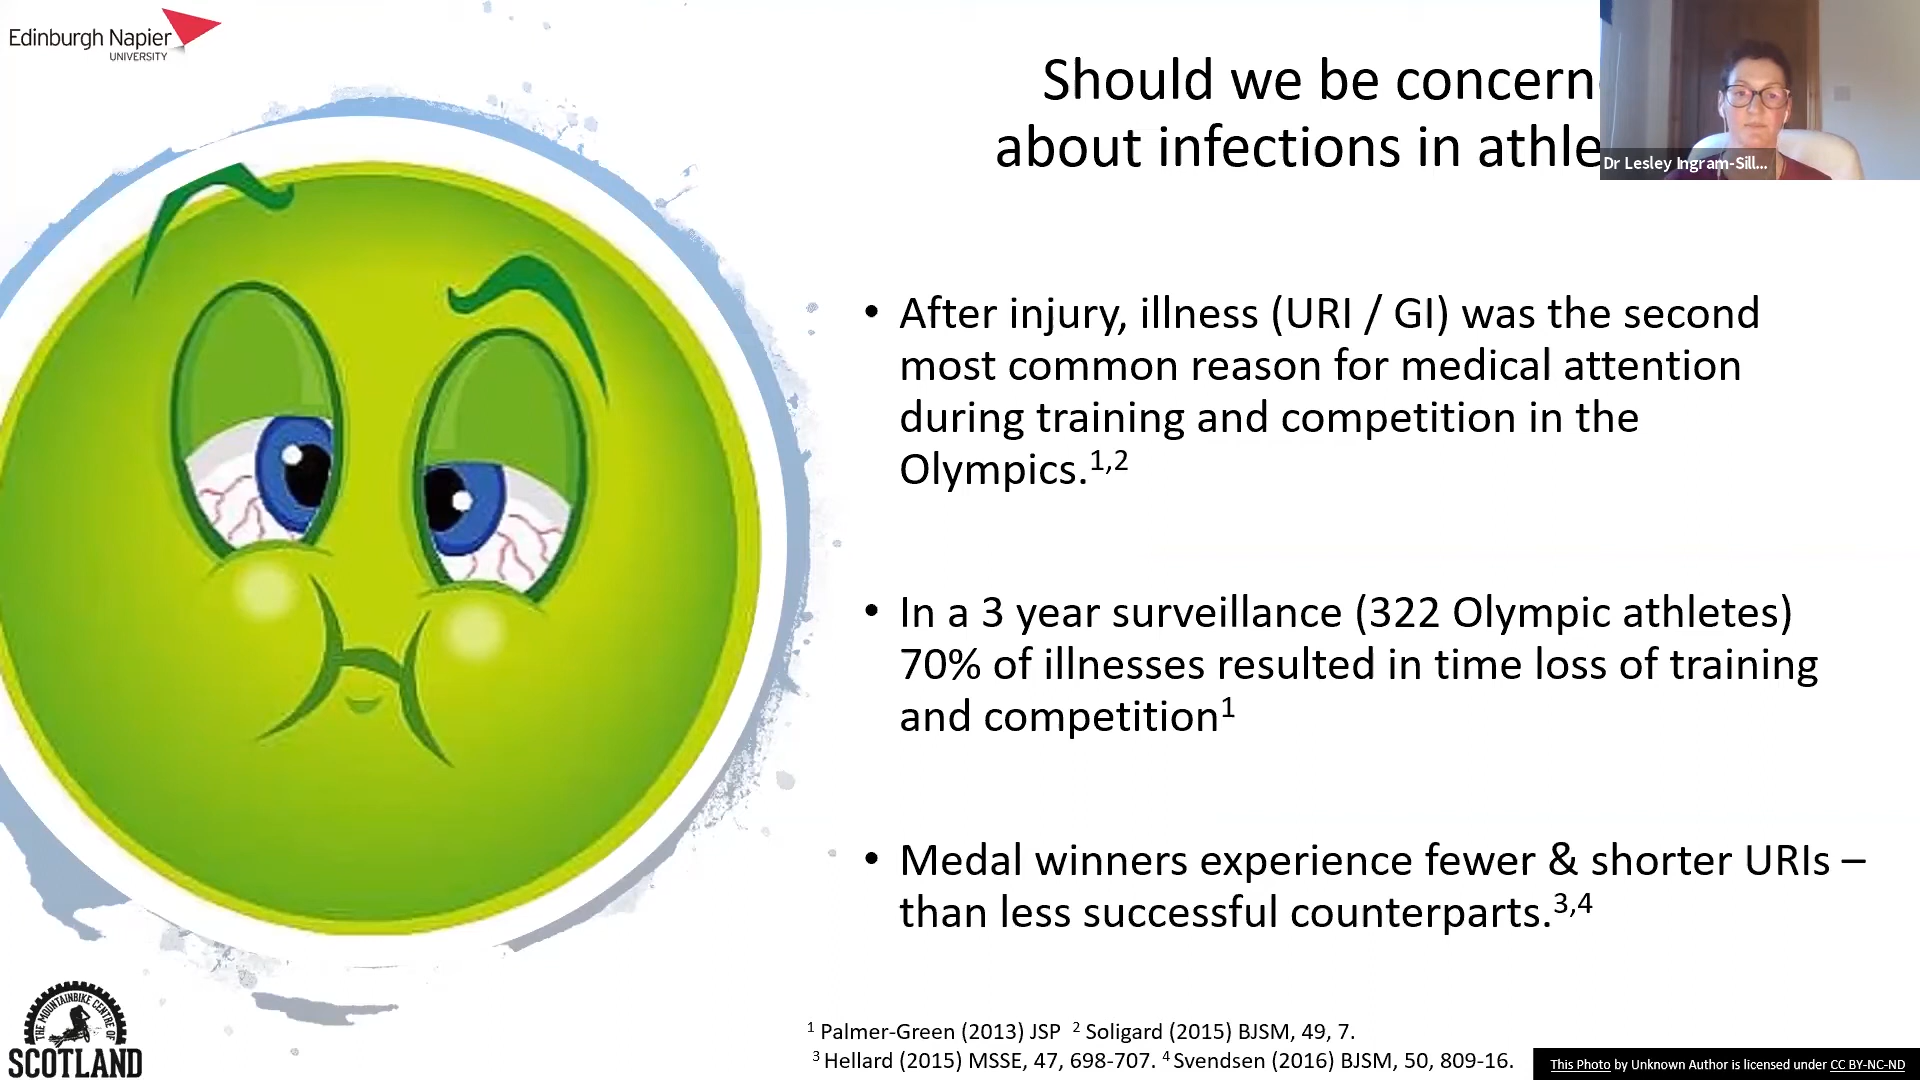 Edinburgh Napier
UNIVERSITY
Should we be concern
about infections in athle
Dr Lesley Ingram-Sill...
• After injury, illness (URI / GI) was the second
most common reason for medical attention
during training and competition in the
Olympics.1,2
• In a 3 year surveillance (322 Olympic athletes)
70% of illnesses resulted in time loss of training
and competition1
• Medal winners experience fewer & shorter URIs –
than less successful counterparts.3,4
THE MOUNTAINBIKE CENTRE OF
SCOTLAND
1 Palmer-Green (2013) JSP 2 Soligard (2015) BJSM, 49, 7.
3 Hellard (2015) MSSE, 47, 698-707. 4 Svendsen (2016) BJSM, 50, 809-16.
This Photo by Unknown Author is licensed under CC BY-NC-ND